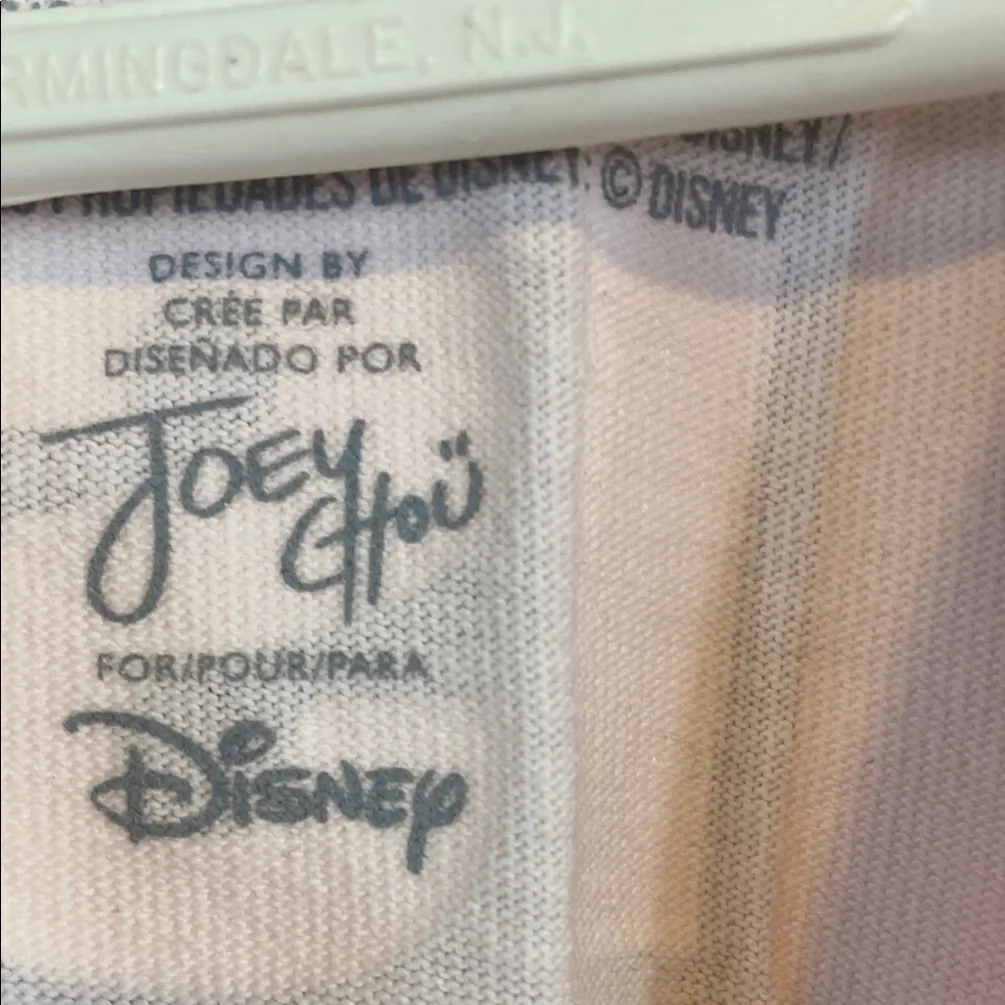 RMINGDALE, N.J.
PROPIEDADES DE DISNEY: © DISNEY
DISNEY/
DESIGN BY
CRÉE PAR
DISEÑADO POR
JOEY
CHOU
FOR/POUR/PARA
Disney